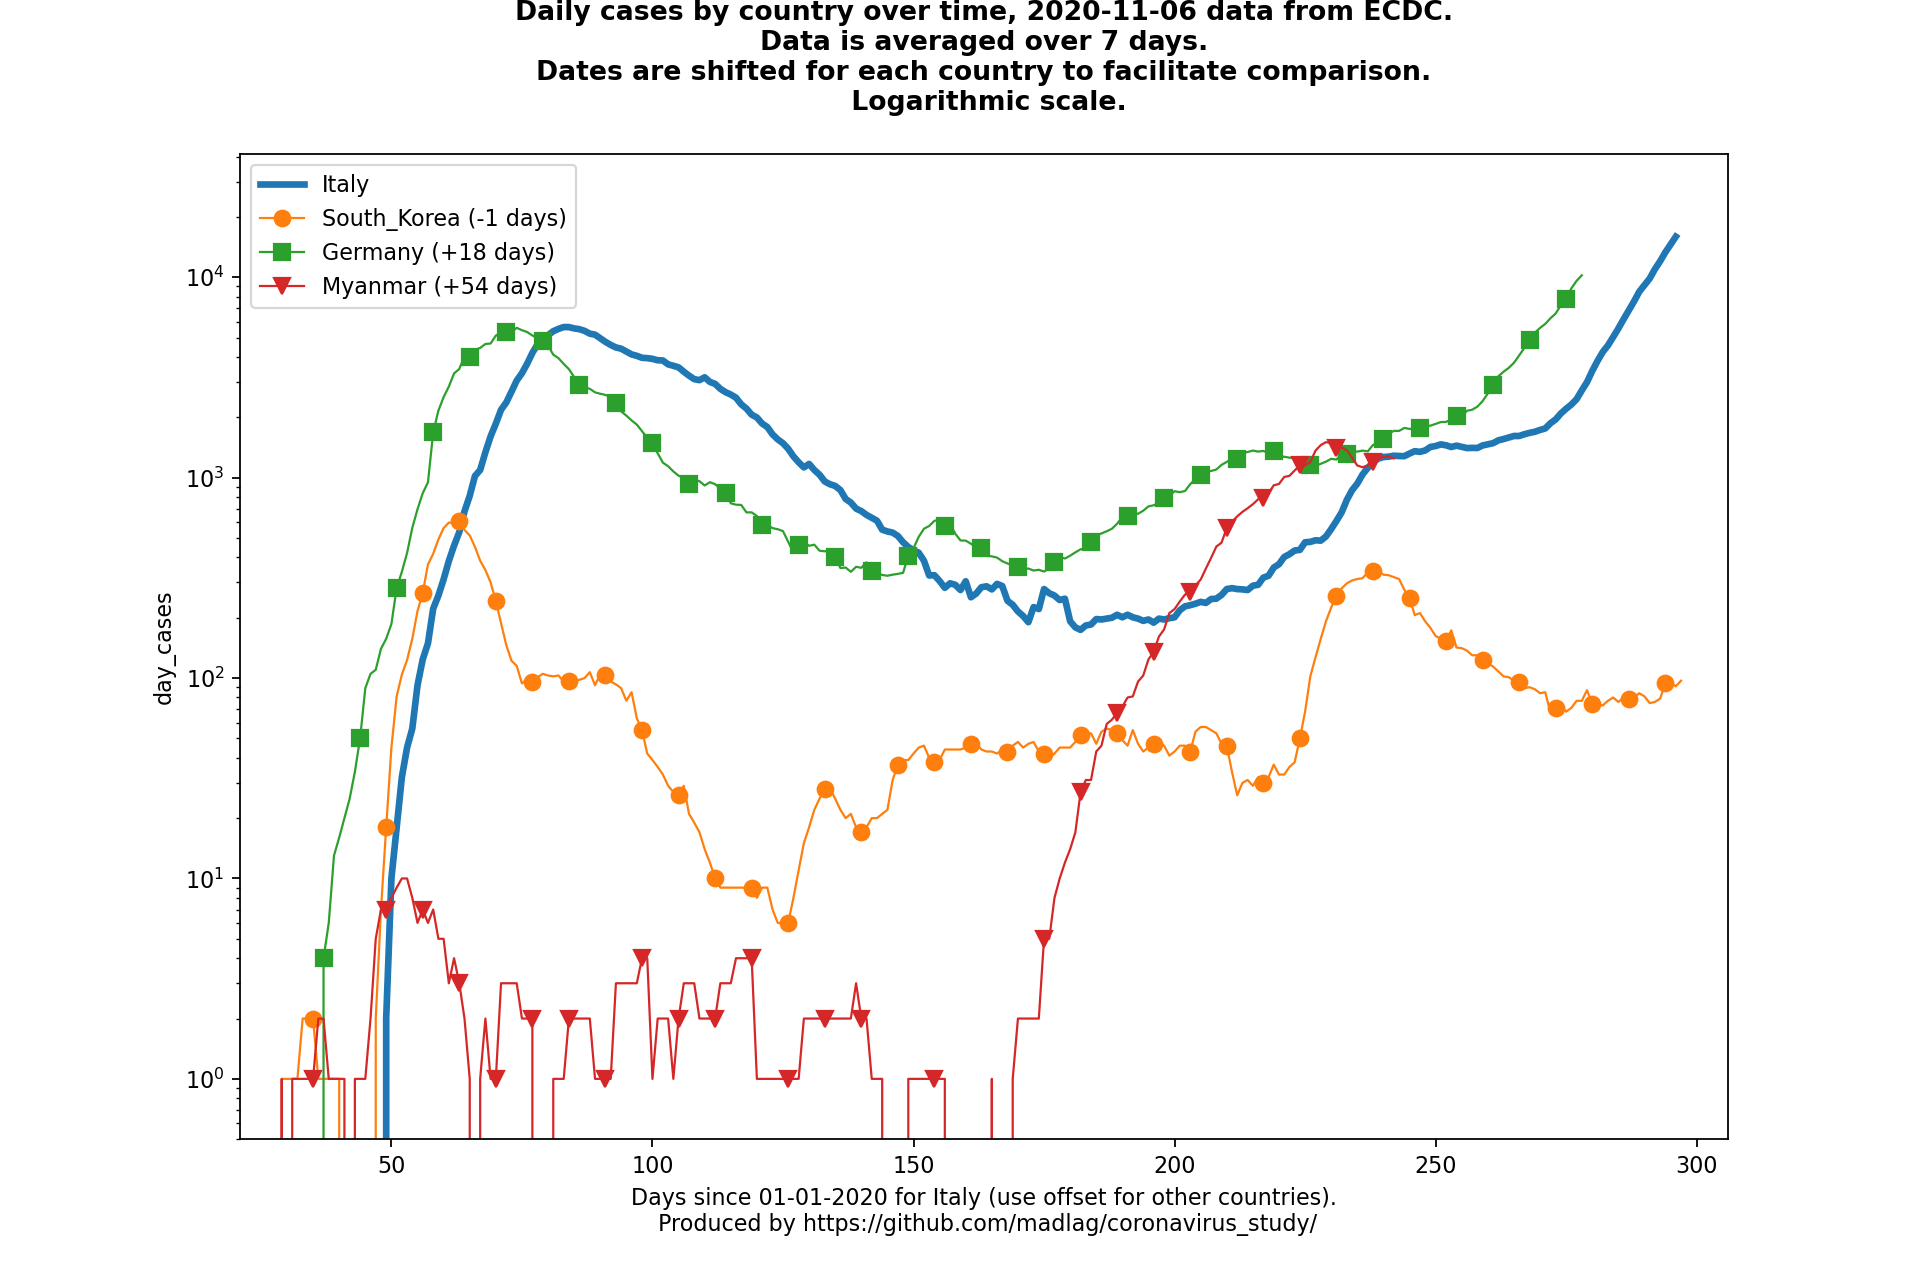 Daily cases by country over time, 2020-11-06 data from ECDC.
Data is averaged over 7 days.
Dates are shifted for each country to facilitate comparison.
Logarithmic scale.
Italy
South_Korea (-1 days)
Germany (+18 days)
Myanmar (+54 days)
day_cases
10⁴
10³
10²
10¹
10⁰
50 100 150 200 250 300
Days since 01-01-2020 for Italy (use offset for other countries).
Produced by https://github.com/madlag/coronavirus_study/